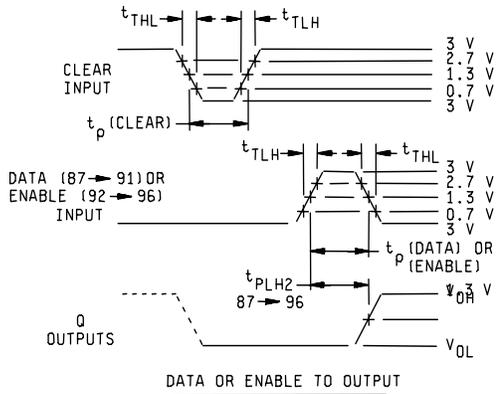 tTHL tTLH
3 V
2.7 V
1.3 V
0.7 V
3 V
CLEAR
INPUT
tp (CLEAR)
tTLH tTHL
3 V
2.7 V
1.3 V
0.7 V
3 V
DATA (87 → 91)OR
ENABLE (92 → 96)
INPUT
tp (DATA) OR
(ENABLE)
tPLH2
87 → 96
VOH
1.3 V
VOL
Q
OUTPUTS
DATA OR ENABLE TO OUTPUT